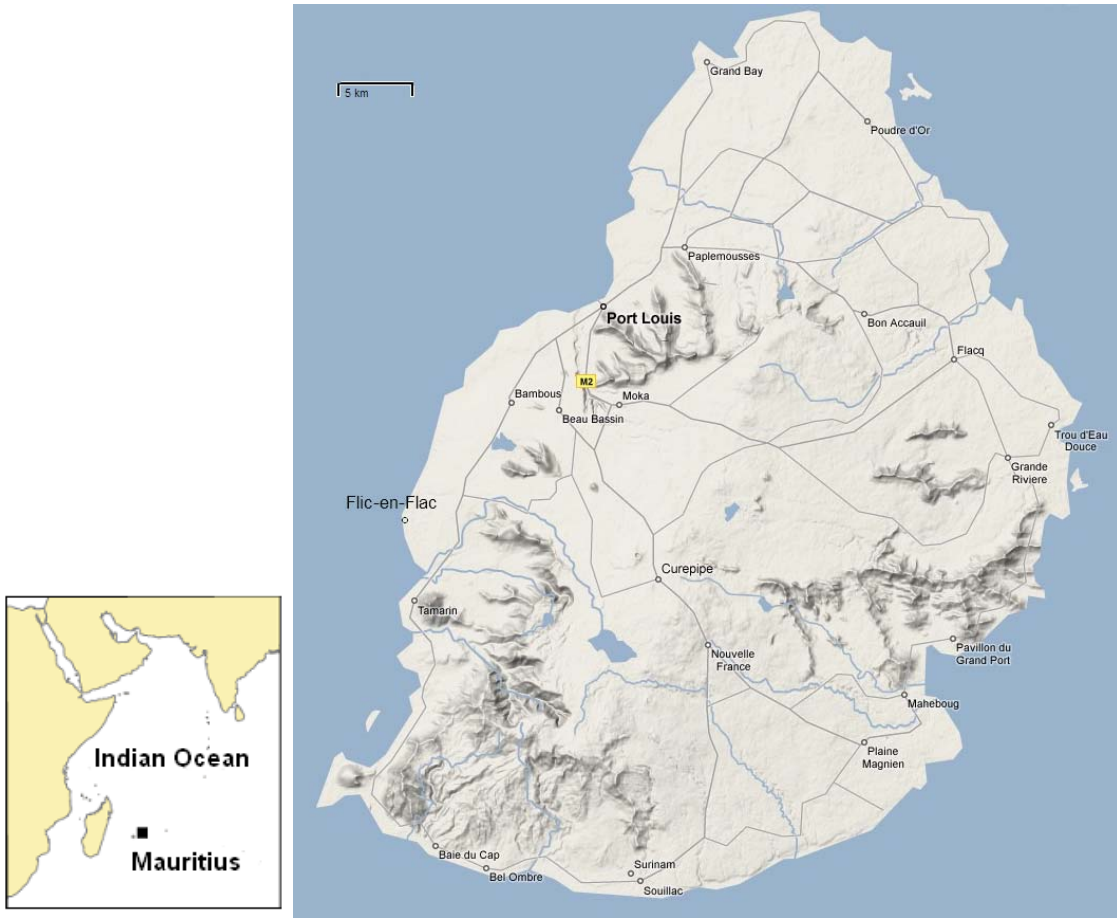 Grand Bay
5 km
Poudre d'Or
Paplemousses
Port Louis
Bon Accauil
Flacq
M2
Bambous
Moka
Beau Bassin
Trou d'Eau
Douce
Grande
Riviere
Flic-en-Flac
Curepipe
Tamarin
Nouvelle
France
Pavillon du
Grand Port
Maheboug
Plaine
Magnien
Baie du Cap
Bel Ombre
Surinam
Souillac
Indian Ocean
Mauritius